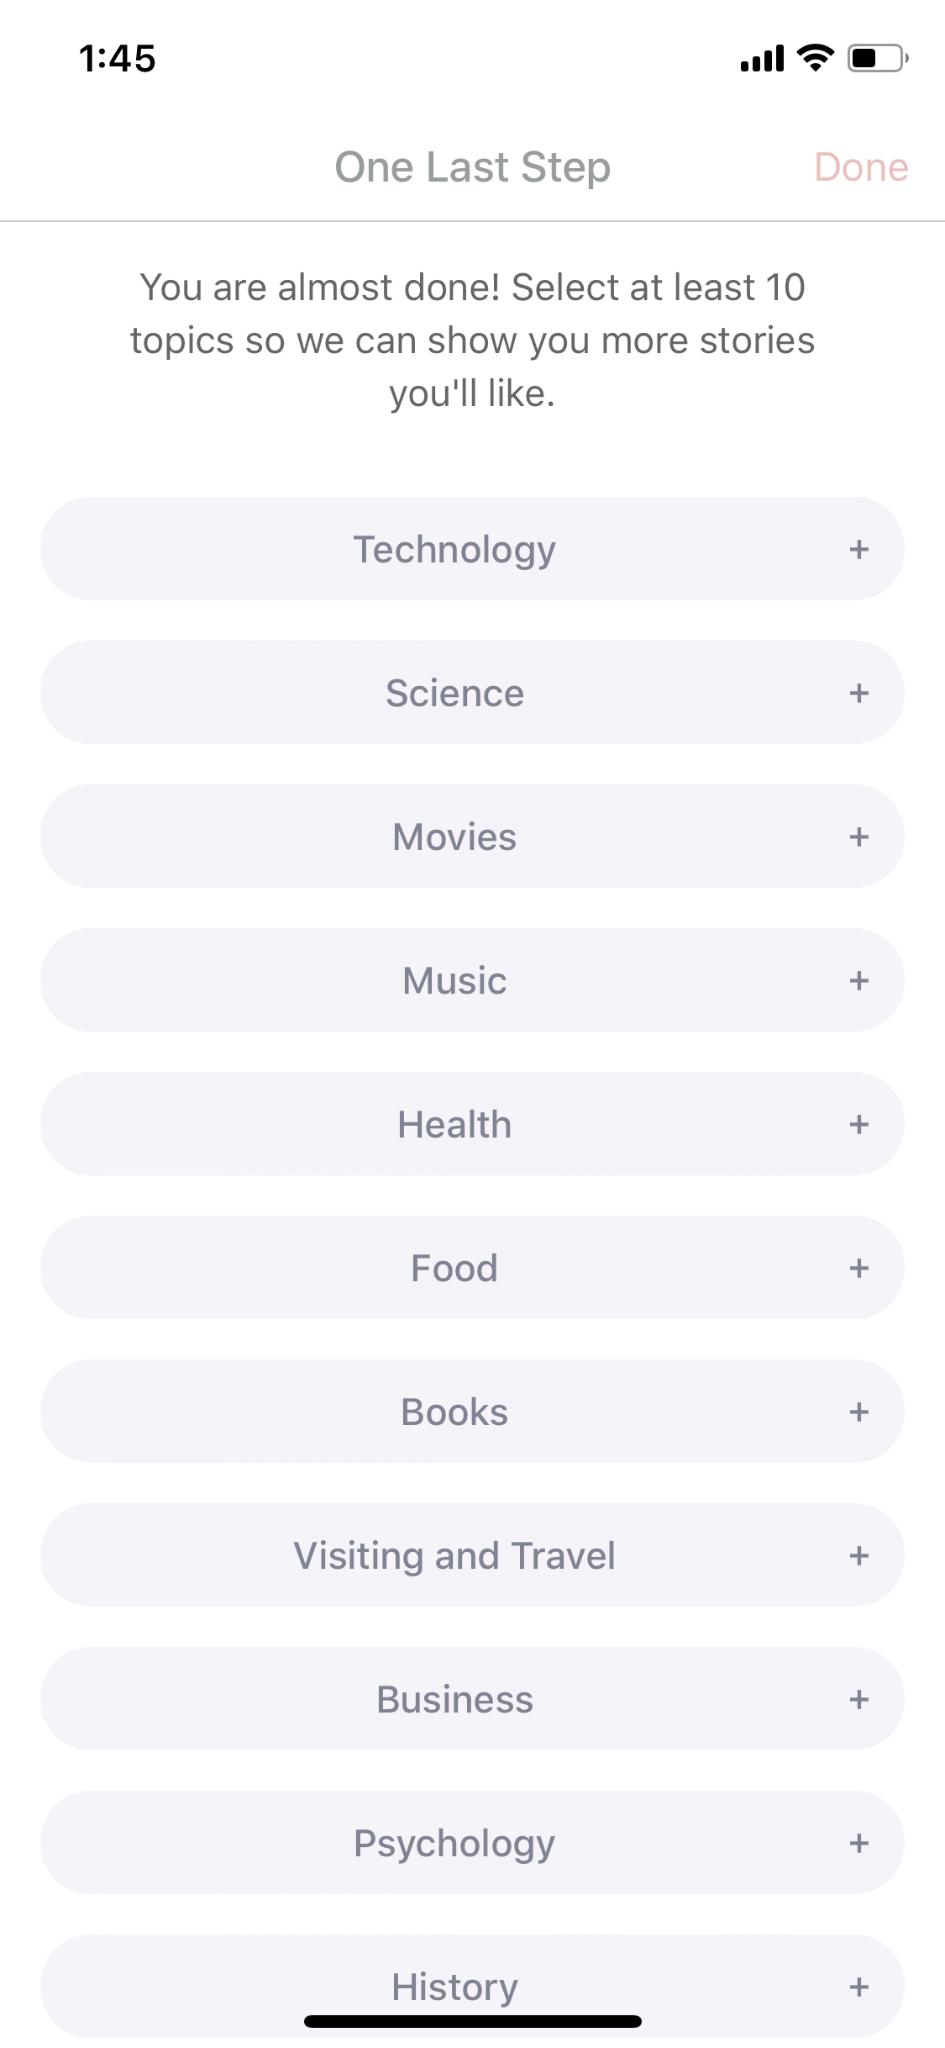 1:45
One Last Step
Done
You are almost done! Select at least 10
topics so we can show you more stories
you'll like.
Technology +
Science +
Movies +
Music +
Health +
Food +
Books +
Visiting and Travel +
Business +
Psychology +
History +